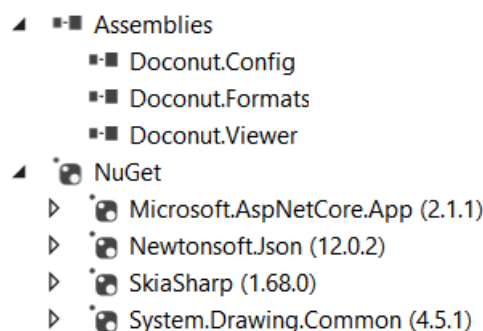 Assemblies
Doconut.Config
Doconut.Formats
Doconut.Viewer
NuGet
Microsoft.AspNetCore.App (2.1.1)
Newtonsoft.Json (12.0.2)
SkiaSharp (1.68.0)
System.Drawing.Common (4.5.1)